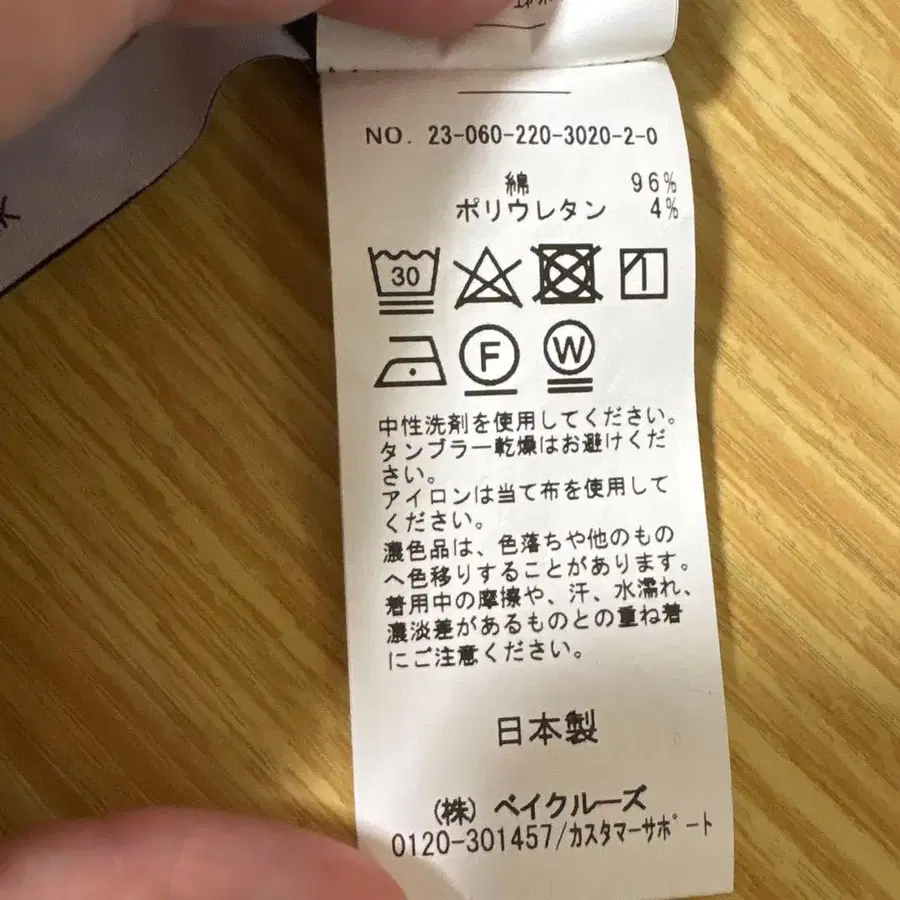 NO. 23-060-220-3020-2-0
綿 96%
ポリウレタン 4%
30
F
W
中性洗剤を使用してください。
タンブラー乾燥はお避けくだ
さい。
アイロンは当て布を使用して
ください。
濃色品は、色落ちや他のもの
へ色移りすることがあります。
着用中の摩擦や、汗、水濡れ、
濃淡差があるものとの重ね着
にご注意ください。
日本製
(株) ベイクルーズ
0120-301457/カスタマーサポート